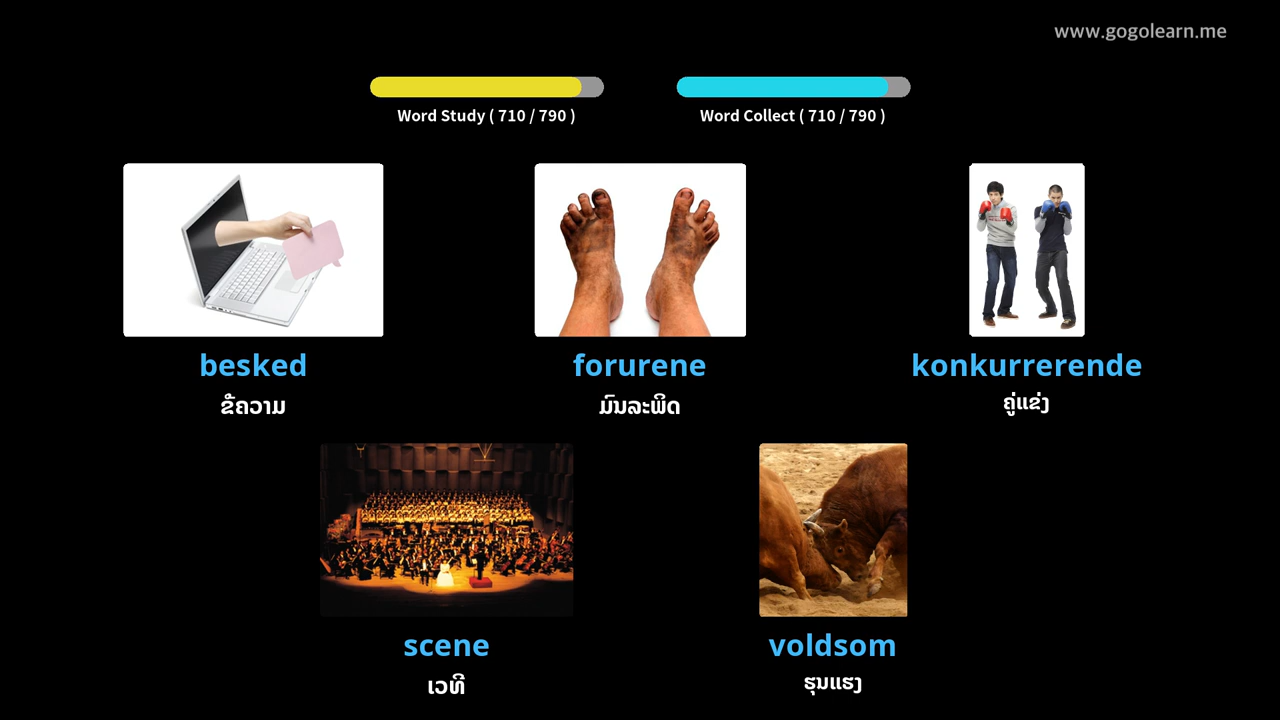 www.gogolearn.me
Word Study ( 710 / 790 )
Word Collect ( 710 / 790 )
besked
forurene
konkurrerende
ຂໍ້ຄວາມ
ມົນລະພິດ
ຄູ່ແຂ່ງ
scene
voldsom
ເວທີ
ຮຸນແຮງ